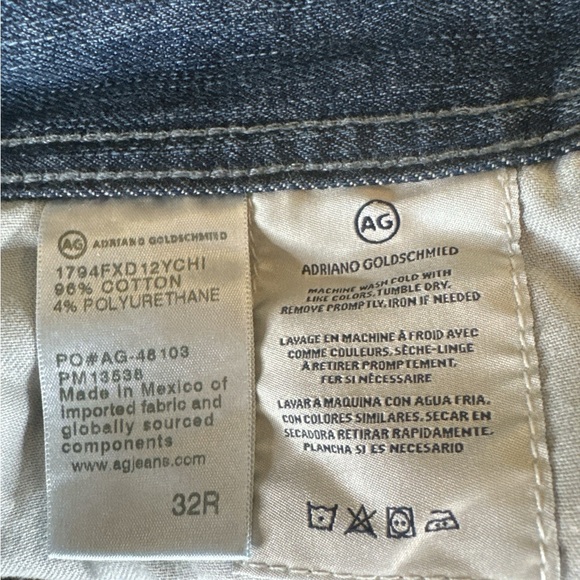 AG ADRIANO GOLDSCHMIED
1794FXD12YCHI
96% COTTON
4% POLYURETHANE
PO#AG-48103
PM13538
Made in Mexico of
imported fabric and
globally sourced
components
www.agjeans.com
32R
AG
ADRIANO GOLDSCHMIED
MACHINE WASH COLD WITH
LIKE COLORS. TUMBLE DRY.
REMOVE PROMPTLY. IRON IF NEEDED
LAVAGE EN MACHINE À FROID AVEC
COMME COULEURS. SÈCHE-LINGE
À RETIRER PROMPTEMENT.
FER SI NÉCESSAIRE
LAVAR A MAQUINA CON AGUA FRIA.
CON COLORES SIMILARES. SECAR EN
SECADORA RETIRAR RAPIDAMENTE.
PLANCHA SI ES NECESARIO